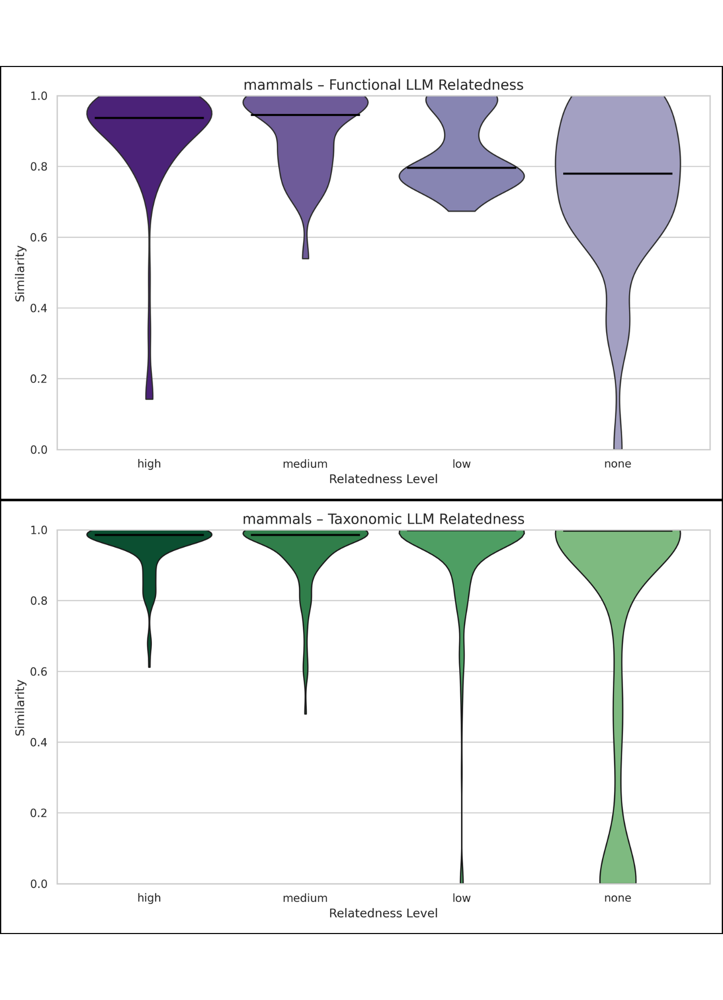 mammals – Functional LLM Relatedness
1.0
0.8
0.6
0.4
0.2
0.0
Similarity
high medium low none
Relatedness Level
mammals – Taxonomic LLM Relatedness
1.0
0.8
0.6
0.4
0.2
0.0
Similarity
high medium low none
Relatedness Level